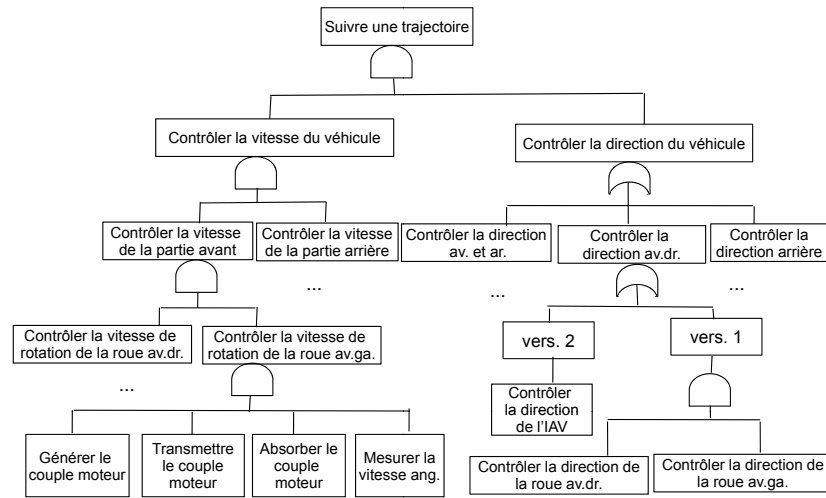 Suivre une trajectoire
Contrôler la vitesse du véhicule
Contrôler la direction du véhicule
Contrôler la vitesse
de la partie avant
Contrôler la vitesse
de la partie arrière
Contrôler la direction
av. et ar.
Contrôler la
direction av.dr.
Contrôler la
direction arrière
...
...
...
Contrôler la vitesse de
rotation de la roue av.dr.
Contrôler la vitesse de
rotation de la roue av.ga.
vers. 2
vers. 1
...
Contrôler
la direction
de l'IAV
Générer le
couple moteur
Transmettre
le couple
moteur
Absorber le
couple
moteur
Mesurer la
vitesse ang.
Contrôler la direction de
la roue av.dr.
Contrôler la direction de
la roue av.ga.